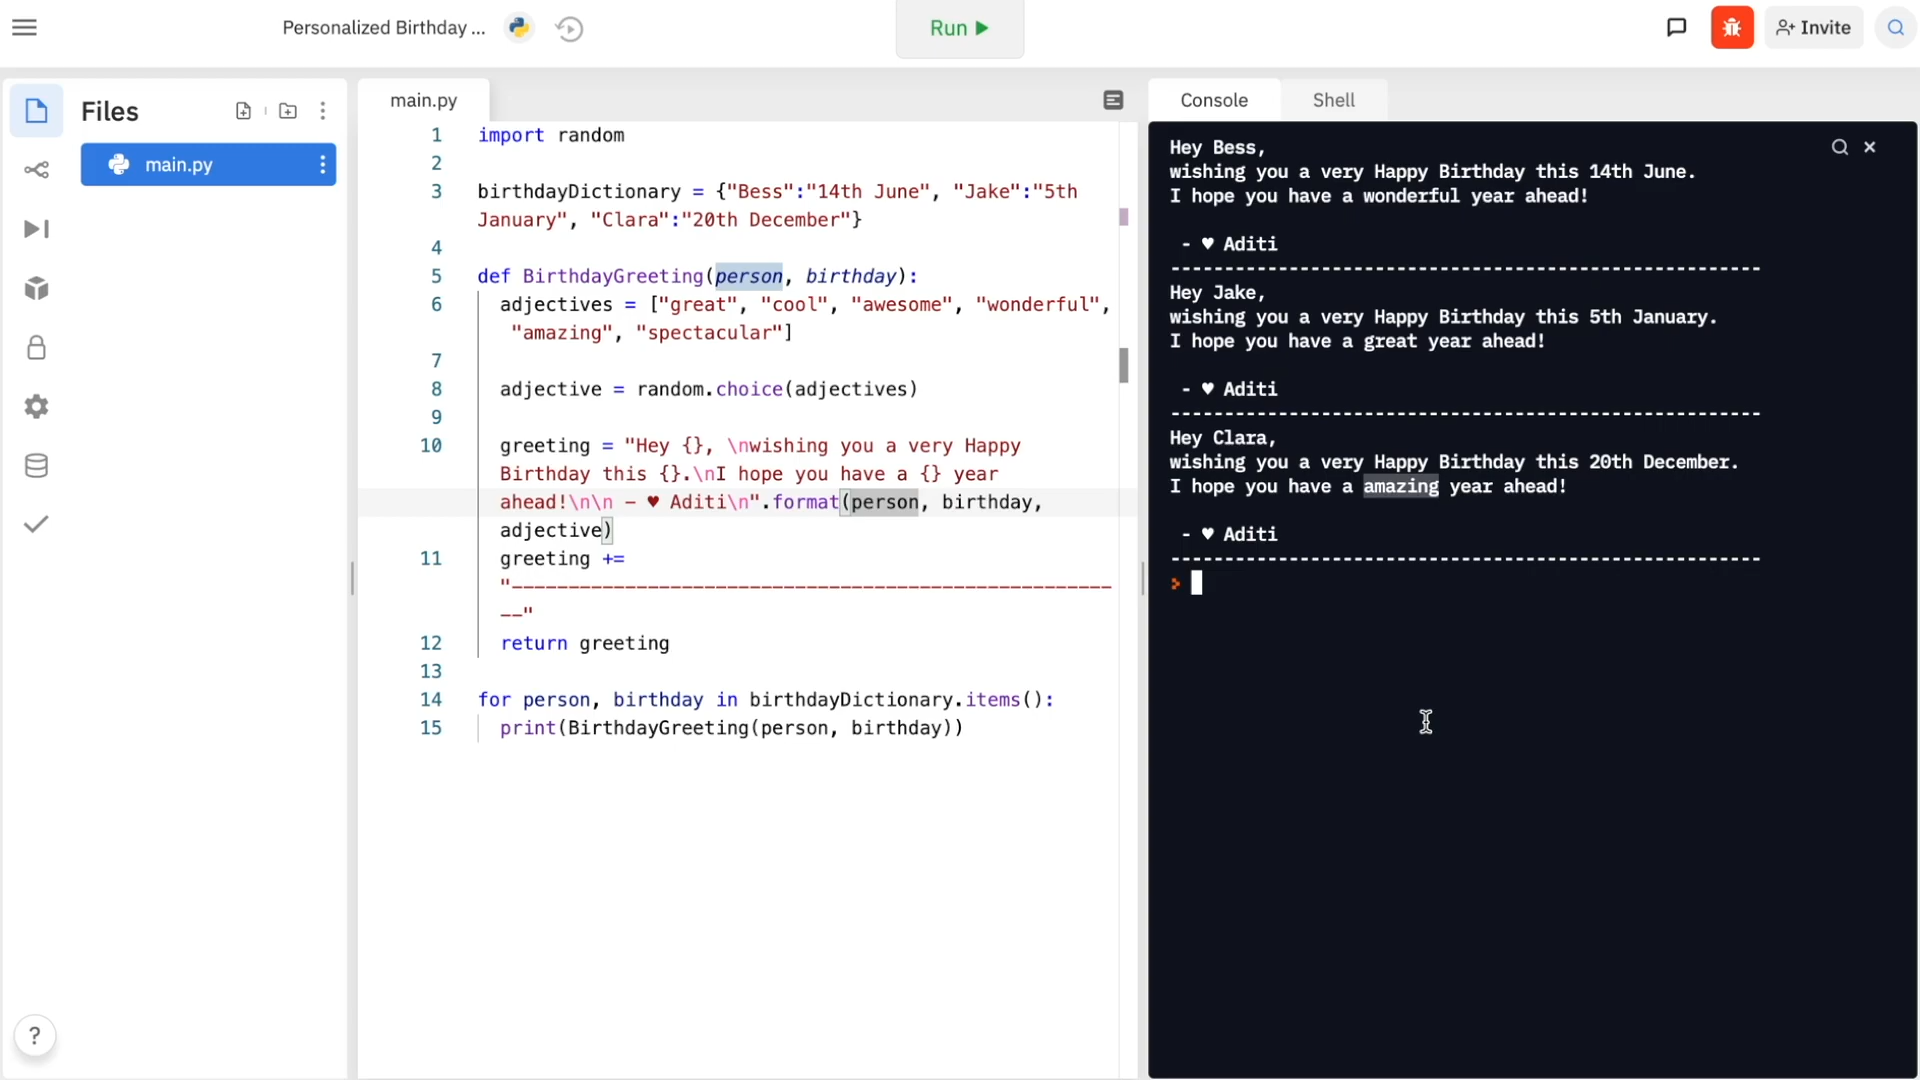 Personalized Birthday ...
Run
Invite
Files
main.py
main.py
1 import random
2
3 birthdayDictionary = {"Bess":"14th June", "Jake":"5th
January", "Clara":"20th December"}
4
5 def BirthdayGreeting(person, birthday):
6 adjectives = ["great", "cool", "awesome", "wonderful",
"amazing", "spectacular"]
7
8 adjective = random.choice(adjectives)
9
10 greeting = "Hey {}, \nwishing you a very Happy
Birthday this {}.\nI hope you have a {} year
ahead!\n\n - ♥ Aditi\n".format(person, birthday,
adjective)
11 greeting +=
"-----------------------------------------------------
--"
12 return greeting
13
14 for person, birthday in birthdayDictionary.items():
15 print(BirthdayGreeting(person, birthday))
Console
Shell
Hey Bess,
wishing you a very Happy Birthday this 14th June.
I hope you have a wonderful year ahead!
- ♥ Aditi
-------------------------------------------------------
Hey Jake,
wishing you a very Happy Birthday this 5th January.
I hope you have a great year ahead!
- ♥ Aditi
-------------------------------------------------------
Hey Clara,
wishing you a very Happy Birthday this 20th December.
I hope you have a amazing year ahead!
- ♥ Aditi
-------------------------------------------------------
>
?